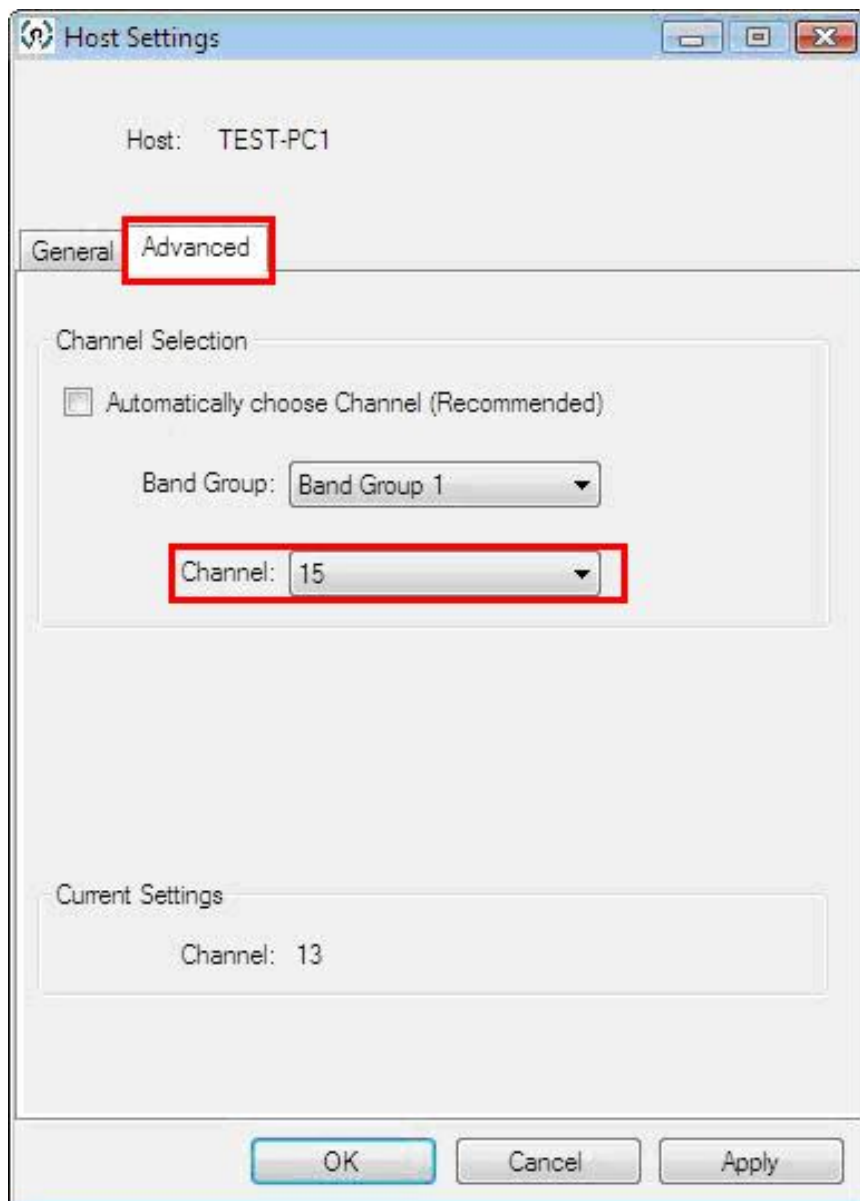 Host Settings
Host: TEST-PC1
General Advanced
Channel Selection
Automatically choose Channel (Recommended)
Band Group: Band Group 1
Channel: 15
Current Settings
Channel: 13
OK Cancel Apply